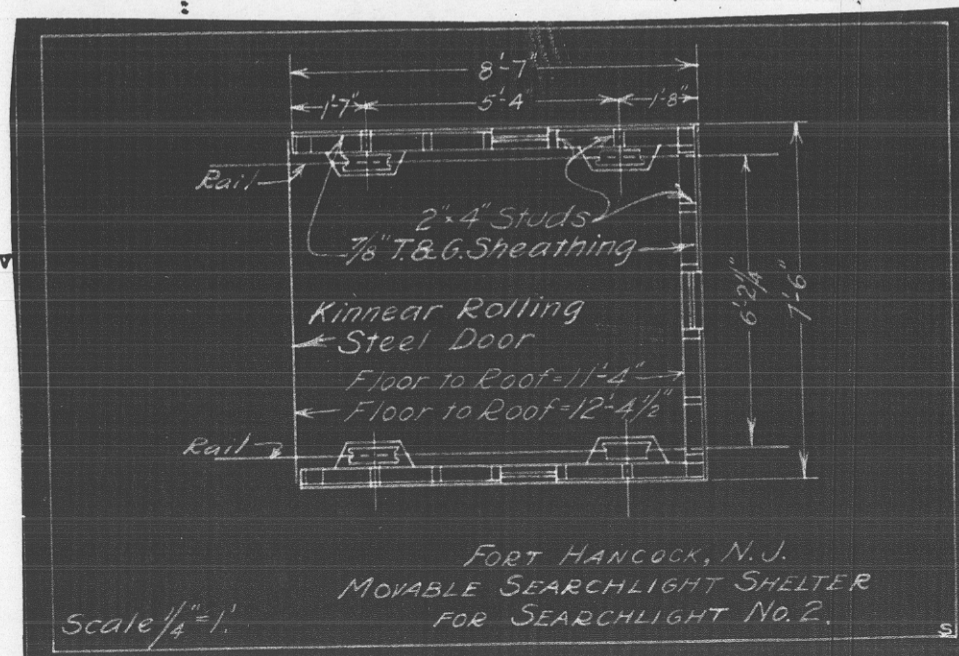 8'-7"
1'-7" 5'-4" 1'-8"
Rail
2"x4" Studs
7/8" T.&G. Sheathing
6'-2 1/4"
7'-6"
Kinnear Rolling
Steel Door
Floor to Roof=11'-4"
Floor to Roof=12'-4 1/2"
Rail
FORT HANCOCK, N.J.
MOVABLE SEARCHLIGHT SHELTER
FOR SEARCHLIGHT NO. 2.
Scale 1/4"=1'.
S